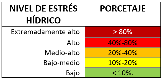 NIVEL DE ESTRÉS HÍDRICO PORCETAJE
Extremadamente alto > 80%
Alto 40%-80%
Medio-alto 20%-40%
Bajo-medio 10%-20%
Bajo < 10%.